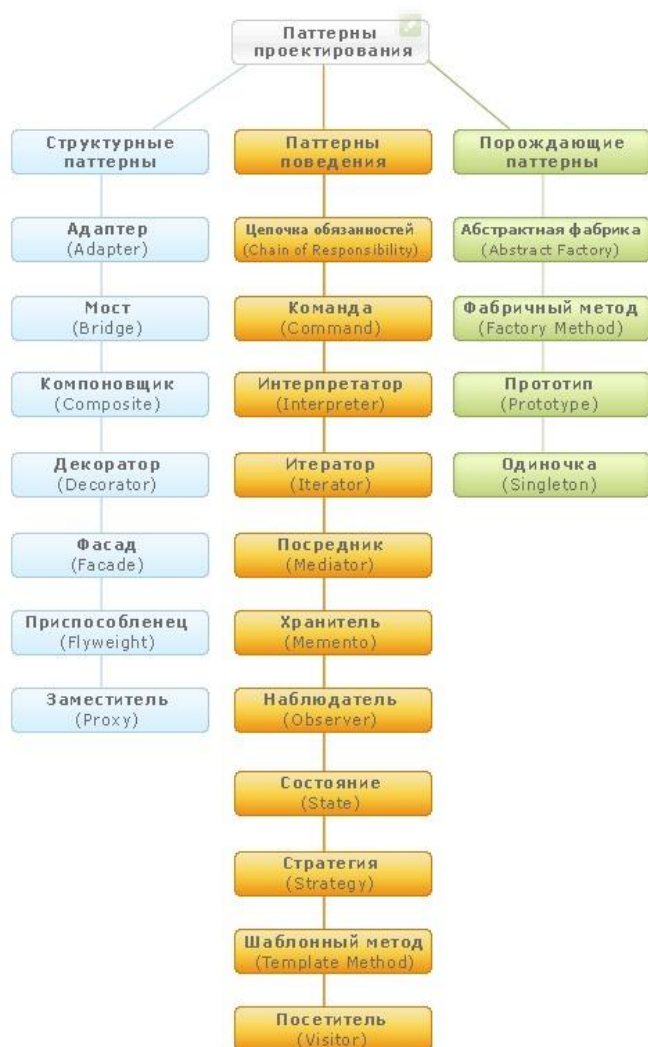 Паттерны
проектирования
Структурные
паттерны
Адаптер
(Adapter)
Мост
(Bridge)
Компоновщик
(Composite)
Декоратор
(Decorator)
Фасад
(Facade)
Приспособленец
(Flyweight)
Заместитель
(Proxy)
Паттерны
поведения
Цепочка обязанностей
(Chain of Responsibility)
Команда
(Command)
Интерпретатор
(Interpreter)
Итератор
(Iterator)
Посредник
(Mediator)
Хранитель
(Memento)
Наблюдатель
(Observer)
Состояние
(State)
Стратегия
(Strategy)
Шаблонный метод
(Template Method)
Посетитель
(Visitor)
Порождающие
паттерны
Абстрактная фабрика
(Abstract Factory)
Фабричный метод
(Factory Method)
Прототип
(Prototype)
Одиночка
(Singleton)